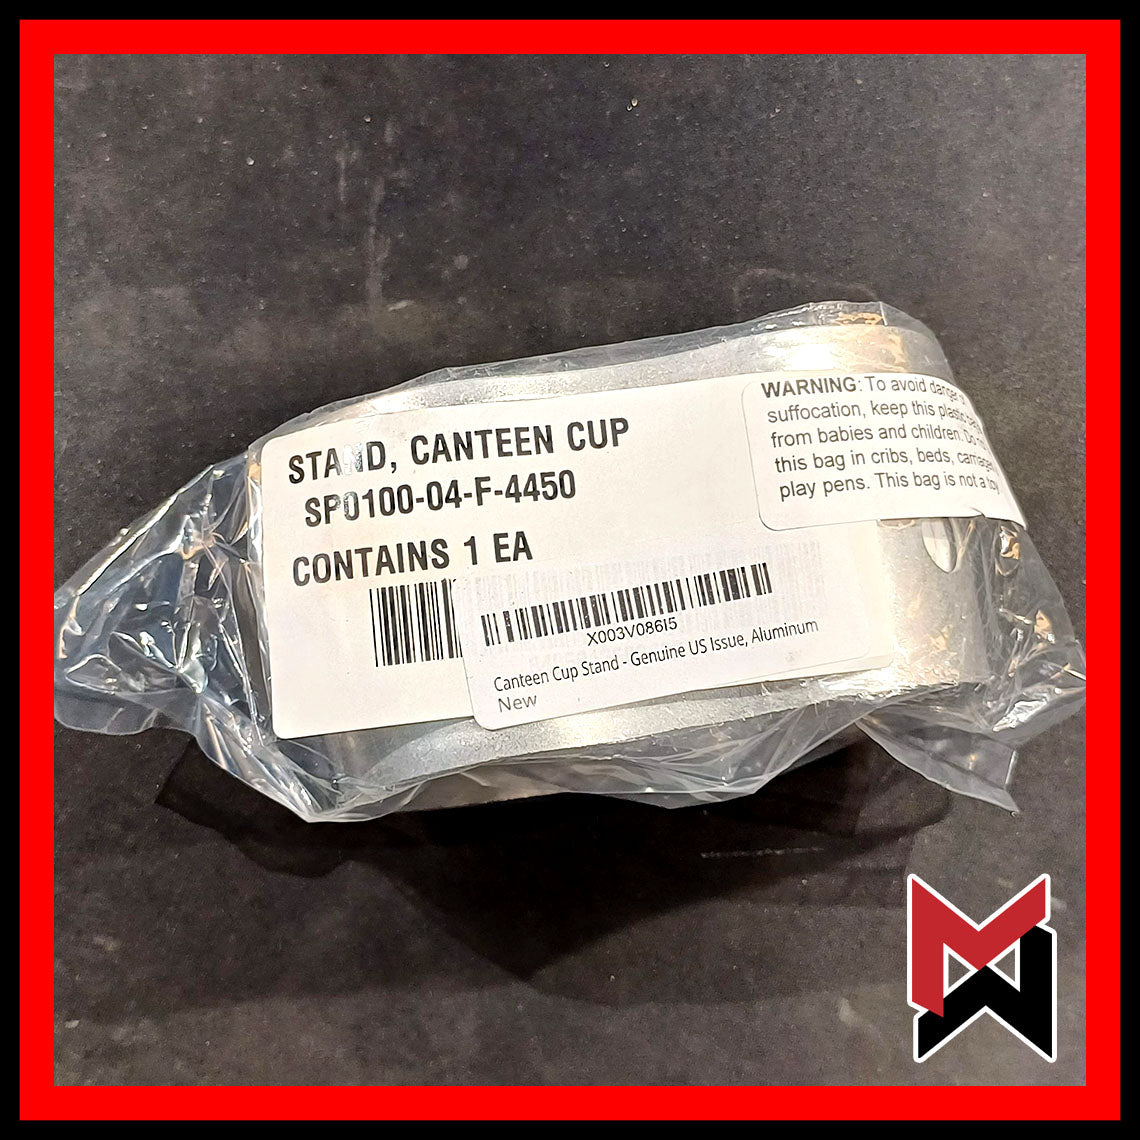 STAND, CANTEEN CUP
SP0100-04-F-4450
CONTAINS 1 EA
WARNING: To avoid danger
suffocation, keep this plastic bag
from babies and children. Do
this bag in cribs, beds, carriages
play pens. This bag is not a toy
X003V086I5
Canteen Cup Stand - Genuine US Issue, Aluminum
New